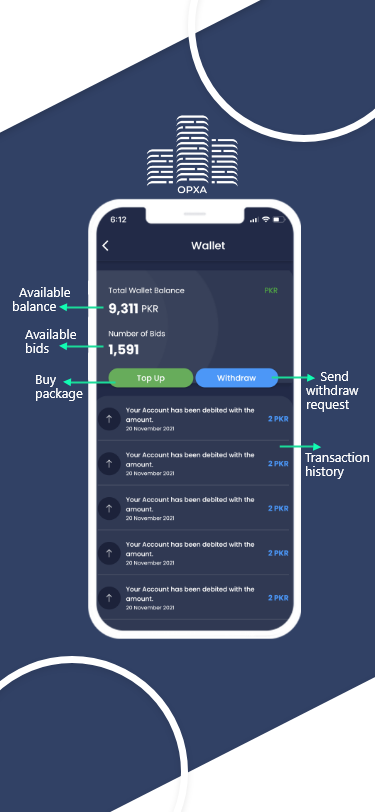 OPXA
6:12
Wallet
Total Wallet Balance
PKR
9,311 PKR
Number of Bids
1,591
Top Up
Withdraw
Available
balance
Available
bids
Buy
package
Send
withdraw
request
Transaction
history
Your Account has been debited with the
amount.
20 November 2021
2 PKR
Your Account has been debited with the
amount.
20 November 2021
2 PKR
Your Account has been debited with the
amount.
20 November 2021
2 PKR
Your Account has been debited with the
amount.
20 November 2021
2 PKR
Your Account has been debited with the
amount.
20 November 2021
2 PKR